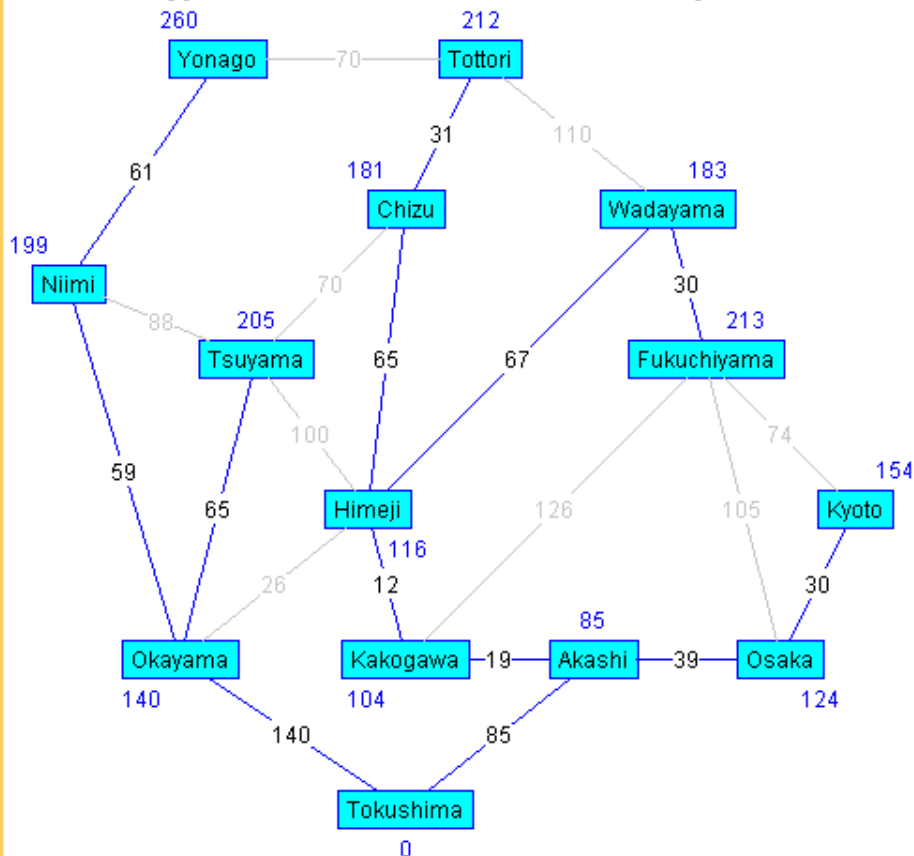 260
212
Yonago
70
Tottori
31
110
61
181
183
Chizu
Wadayama
199
Niimi
70
30
88
205
213
Tsuyama
65
67
Fukuchiyama
100
74
59
154
65
Himeji
126
105
Kyoto
116
26
12
30
85
Okayama
Kakogawa
19
Akashi
39
Osaka
140
104
124
140
85
Tokushima
0